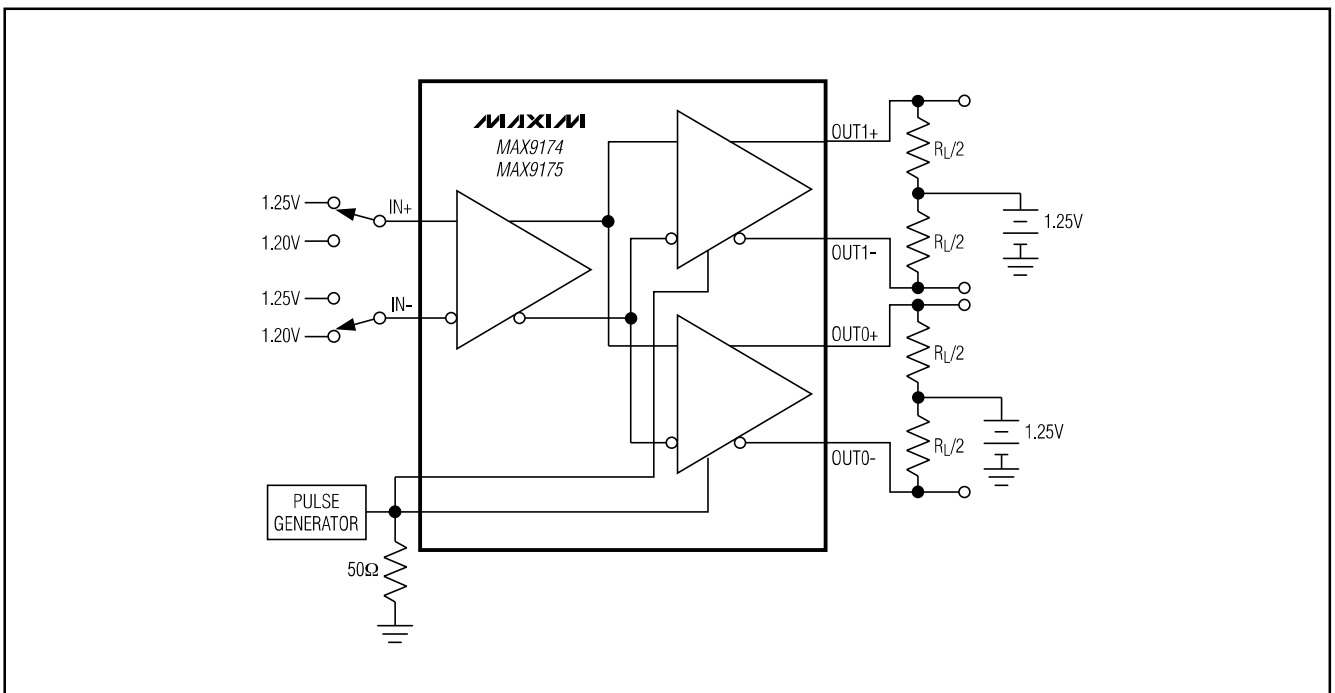 MAXIM
MAX9174
MAX9175
1.25V
IN+
1.20V
1.25V
IN-
1.20V
OUT1+
RL/2
1.25V
RL/2
OUT1-
OUT0+
RL/2
1.25V
RL/2
OUT0-
PULSE
GENERATOR
50Ω